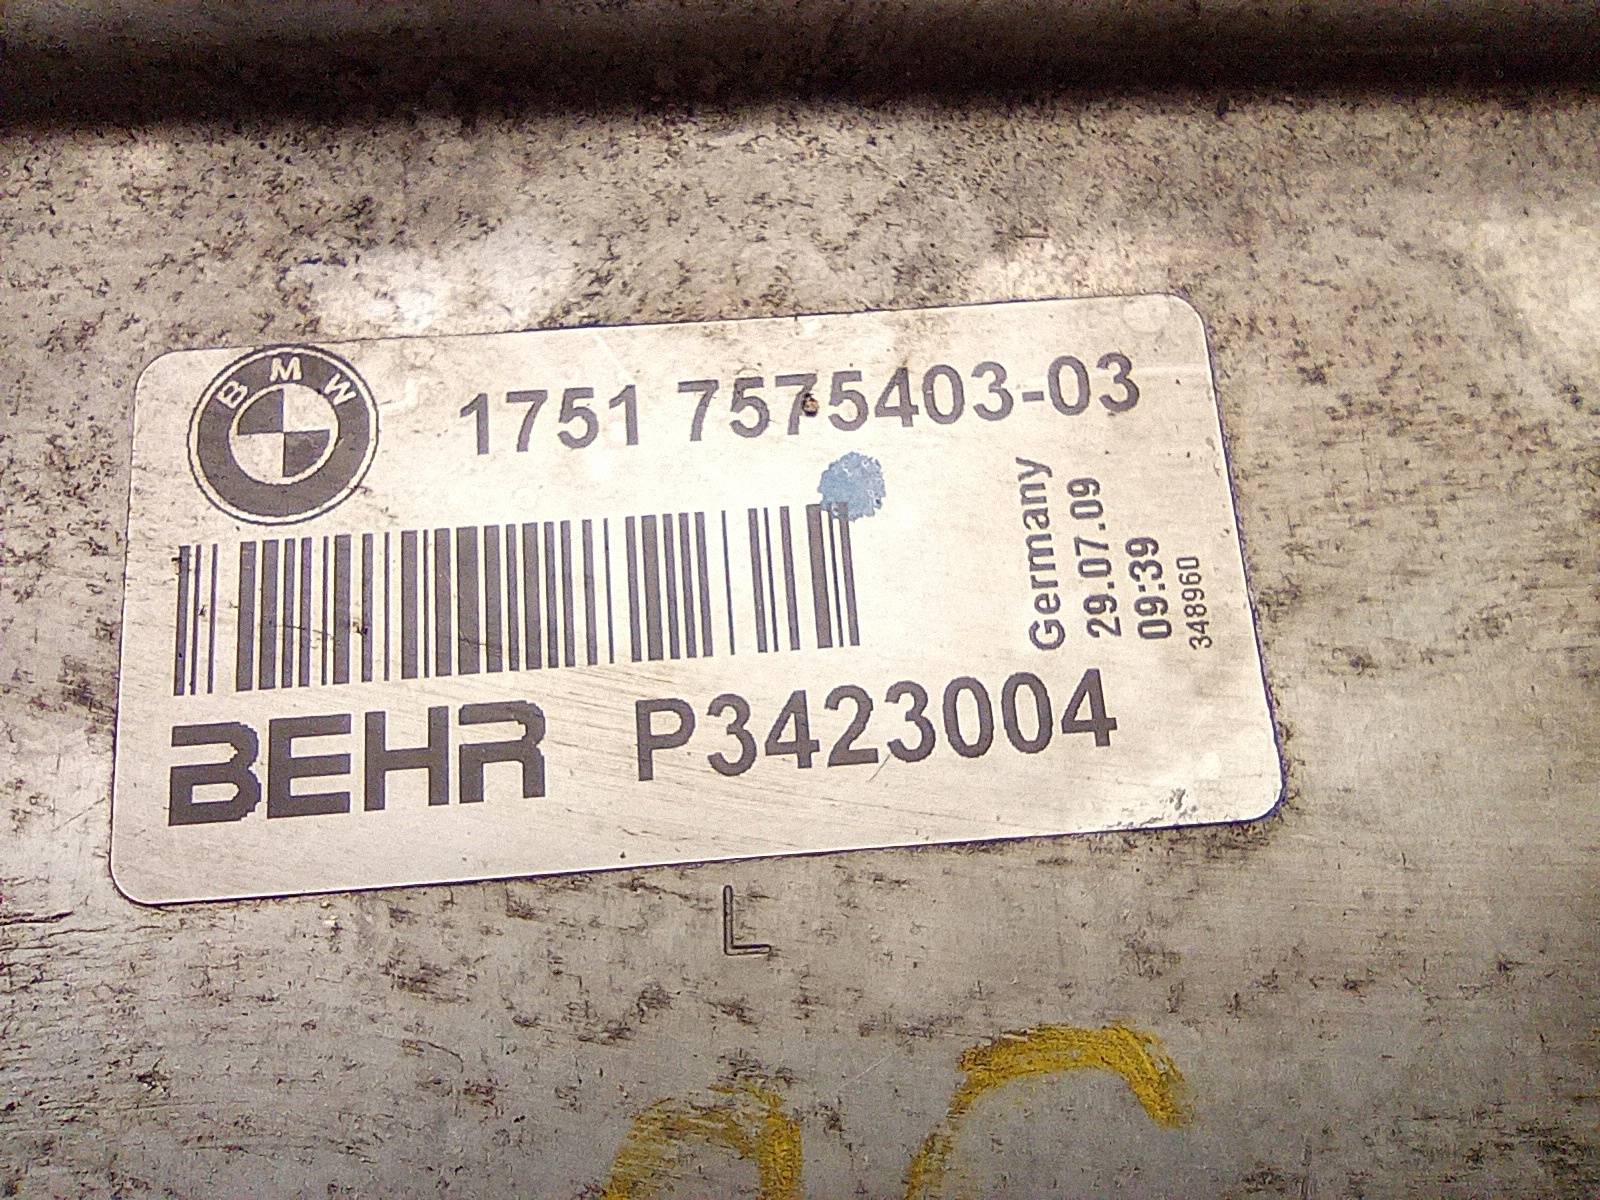 BMW
1751 7575403-03
Germany
29.07.09
09:39
348960
BEHR P3423004
L